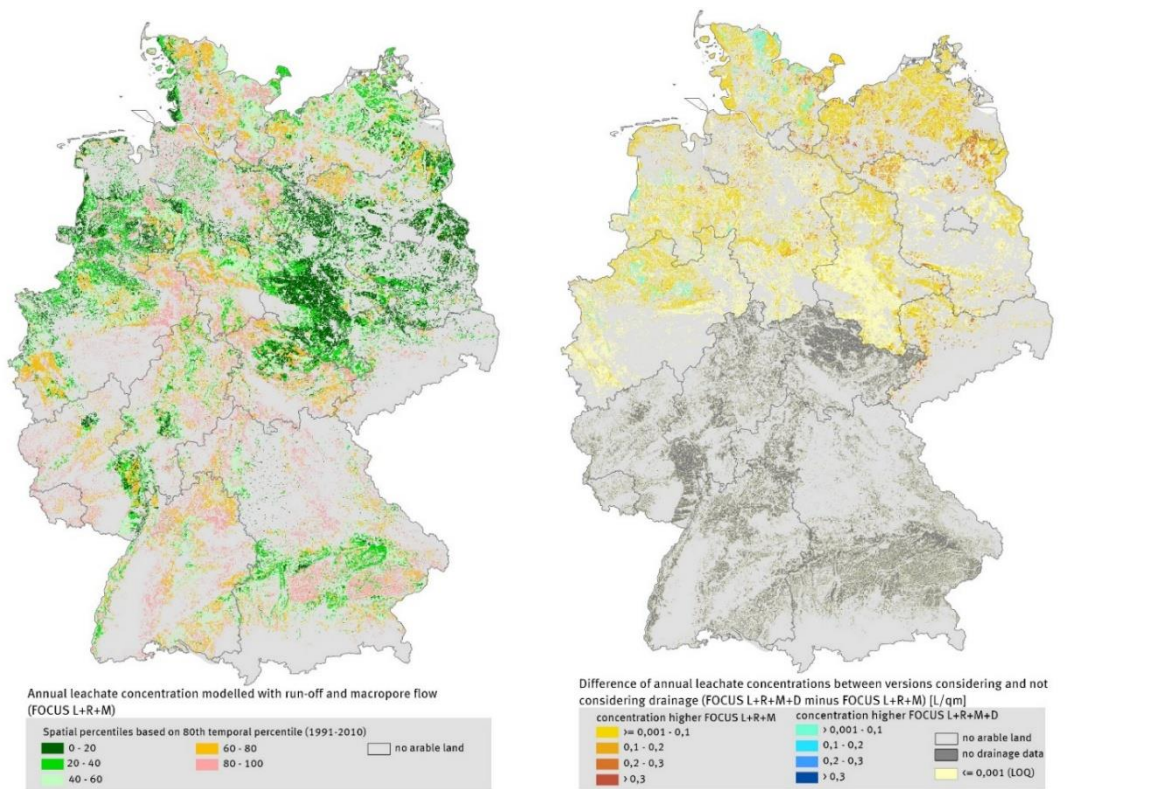 Annual leachate concentration modelled with run-off and macropore flow
(FOCUS L+R+M)
Spatial percentiles based on 80th temporal percentile (1991-2010)
0 - 20
20 - 40
40 - 60
60 - 80
80 - 100
no arable land
Difference of annual leachate concentrations between versions considering and not
considering drainage (FOCUS L+R+M+D minus FOCUS L+R+M) [L/qm]
concentration higher FOCUS L+R+M
>= 0,001 - 0,1
0,1 - 0,2
0,2 - 0,3
> 0,3
concentration higher FOCUS L+R+M+D
> 0,001 - 0,1
0,1 - 0,2
0,2 - 0,3
> 0,3
no arable land
no drainage data
<= 0,001 (LOQ)